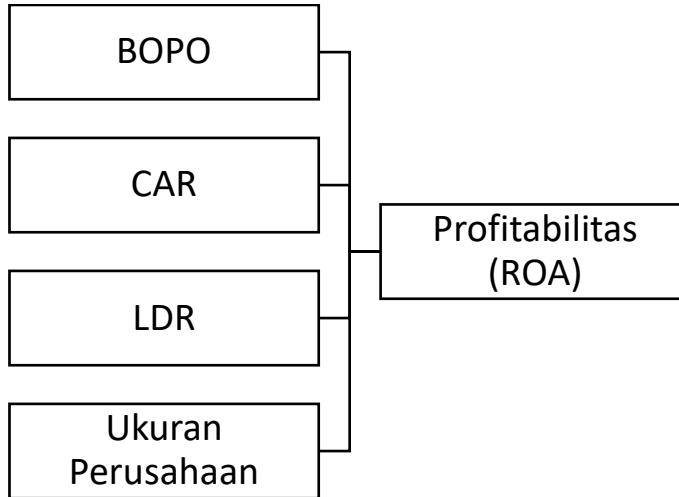 BOPO
CAR
LDR
Ukuran
Perusahaan
Profitabilitas
(ROA)